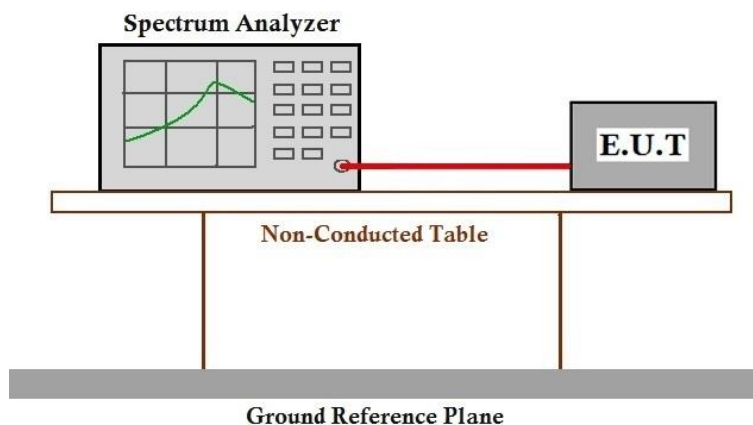 Spectrum Analyzer
E.U.T
Non-Conducted Table
Ground Reference Plane